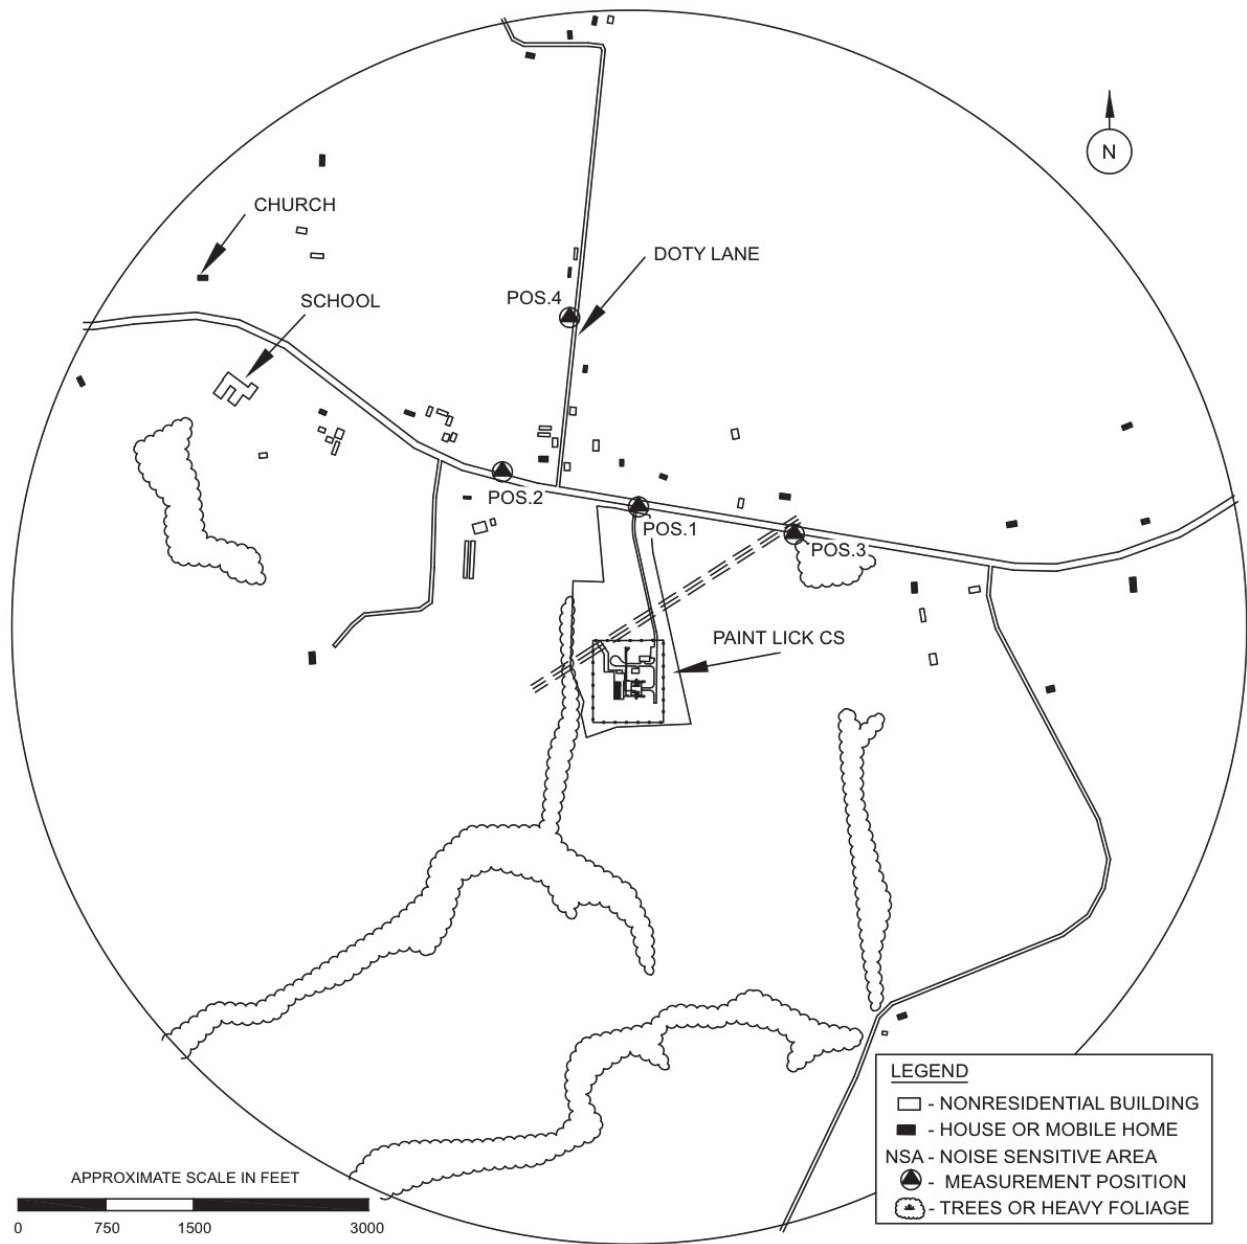 N
CHURCH
DOTY LANE
SCHOOL
POS.4
POS.2
POS.1
POS.3
PAINT LICK CS
LEGEND
- NONRESIDENTIAL BUILDING
- HOUSE OR MOBILE HOME
NSA - NOISE SENSITIVE AREA
- MEASUREMENT POSITION
- TREES OR HEAVY FOLIAGE
APPROXIMATE SCALE IN FEET
0 750 1500 3000